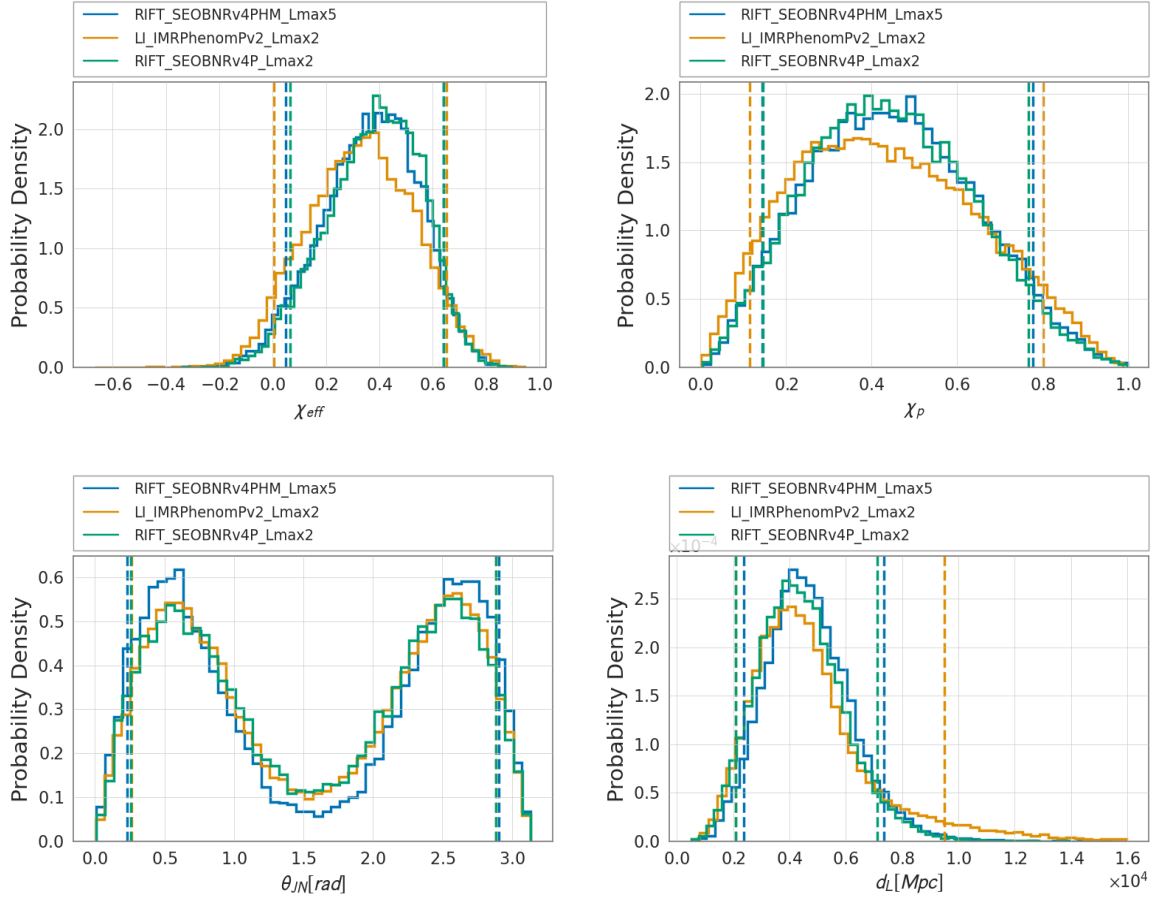 RIFT_SEOBNRv4PHM_Lmax5
LI_IMRPhenomPv2_Lmax2
RIFT_SEOBNRv4P_Lmax2
Probability Density
2.0
1.5
1.0
0.5
0.0
−0.6 −0.4 −0.2 0.0 0.2 0.4 0.6 0.8 1.0
χeff
RIFT_SEOBNRv4PHM_Lmax5
LI_IMRPhenomPv2_Lmax2
RIFT_SEOBNRv4P_Lmax2
Probability Density
2.0
1.5
1.0
0.5
0.0
0.0 0.2 0.4 0.6 0.8 1.0
χp
RIFT_SEOBNRv4PHM_Lmax5
LI_IMRPhenomPv2_Lmax2
RIFT_SEOBNRv4P_Lmax2
Probability Density
0.6
0.5
0.4
0.3
0.2
0.1
0.0
0.0 0.5 1.0 1.5 2.0 2.5 3.0
θJN[rad]
RIFT_SEOBNRv4PHM_Lmax5
LI_IMRPhenomPv2_Lmax2
RIFT_SEOBNRv4P_Lmax2
×10⁻⁴
Probability Density
2.5
2.0
1.5
1.0
0.5
0.0
0.0 0.2 0.4 0.6 0.8 1.0 1.2 1.4 1.6
×10⁴
dL[Mpc]